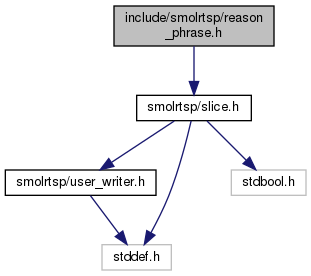 include/smolrtsp/reason
_phrase.h
smolrtsp/slice.h
smolrtsp/user_writer.h
stdbool.h
stddef.h